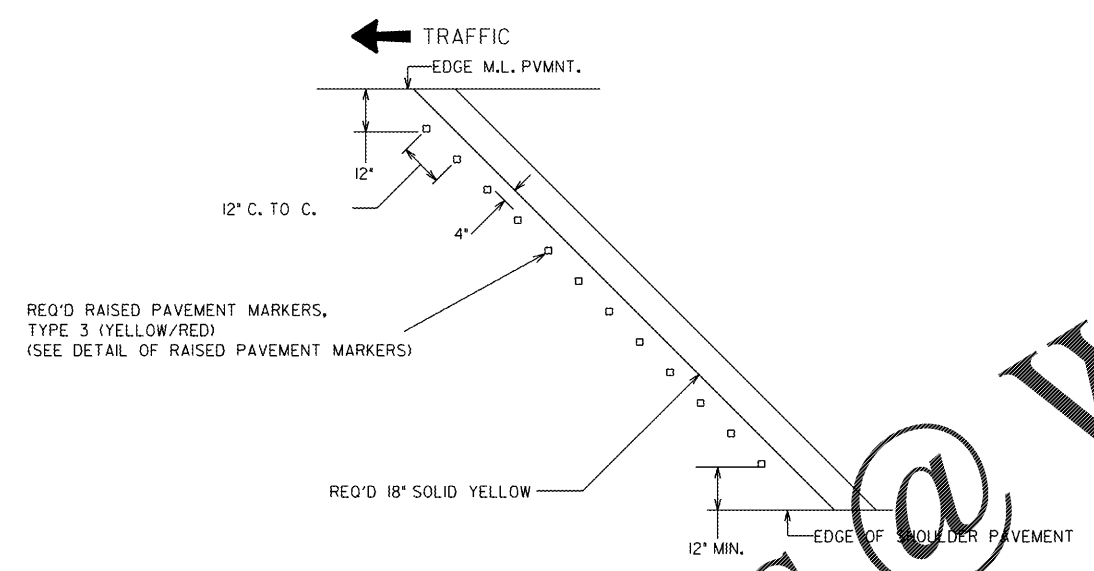 TRAFFIC
EDGE M.L. PVMNT.
12"
12" C. TO C.
4"
REQ'D RAISED PAVEMENT MARKERS,
TYPE 3 (YELLOW/RED)
(SEE DETAIL OF RAISED PAVEMENT MARKERS)
REQ'D 18" SOLID YELLOW
12" MIN.
EDGE OF SHOULDER PAVEMENT
@